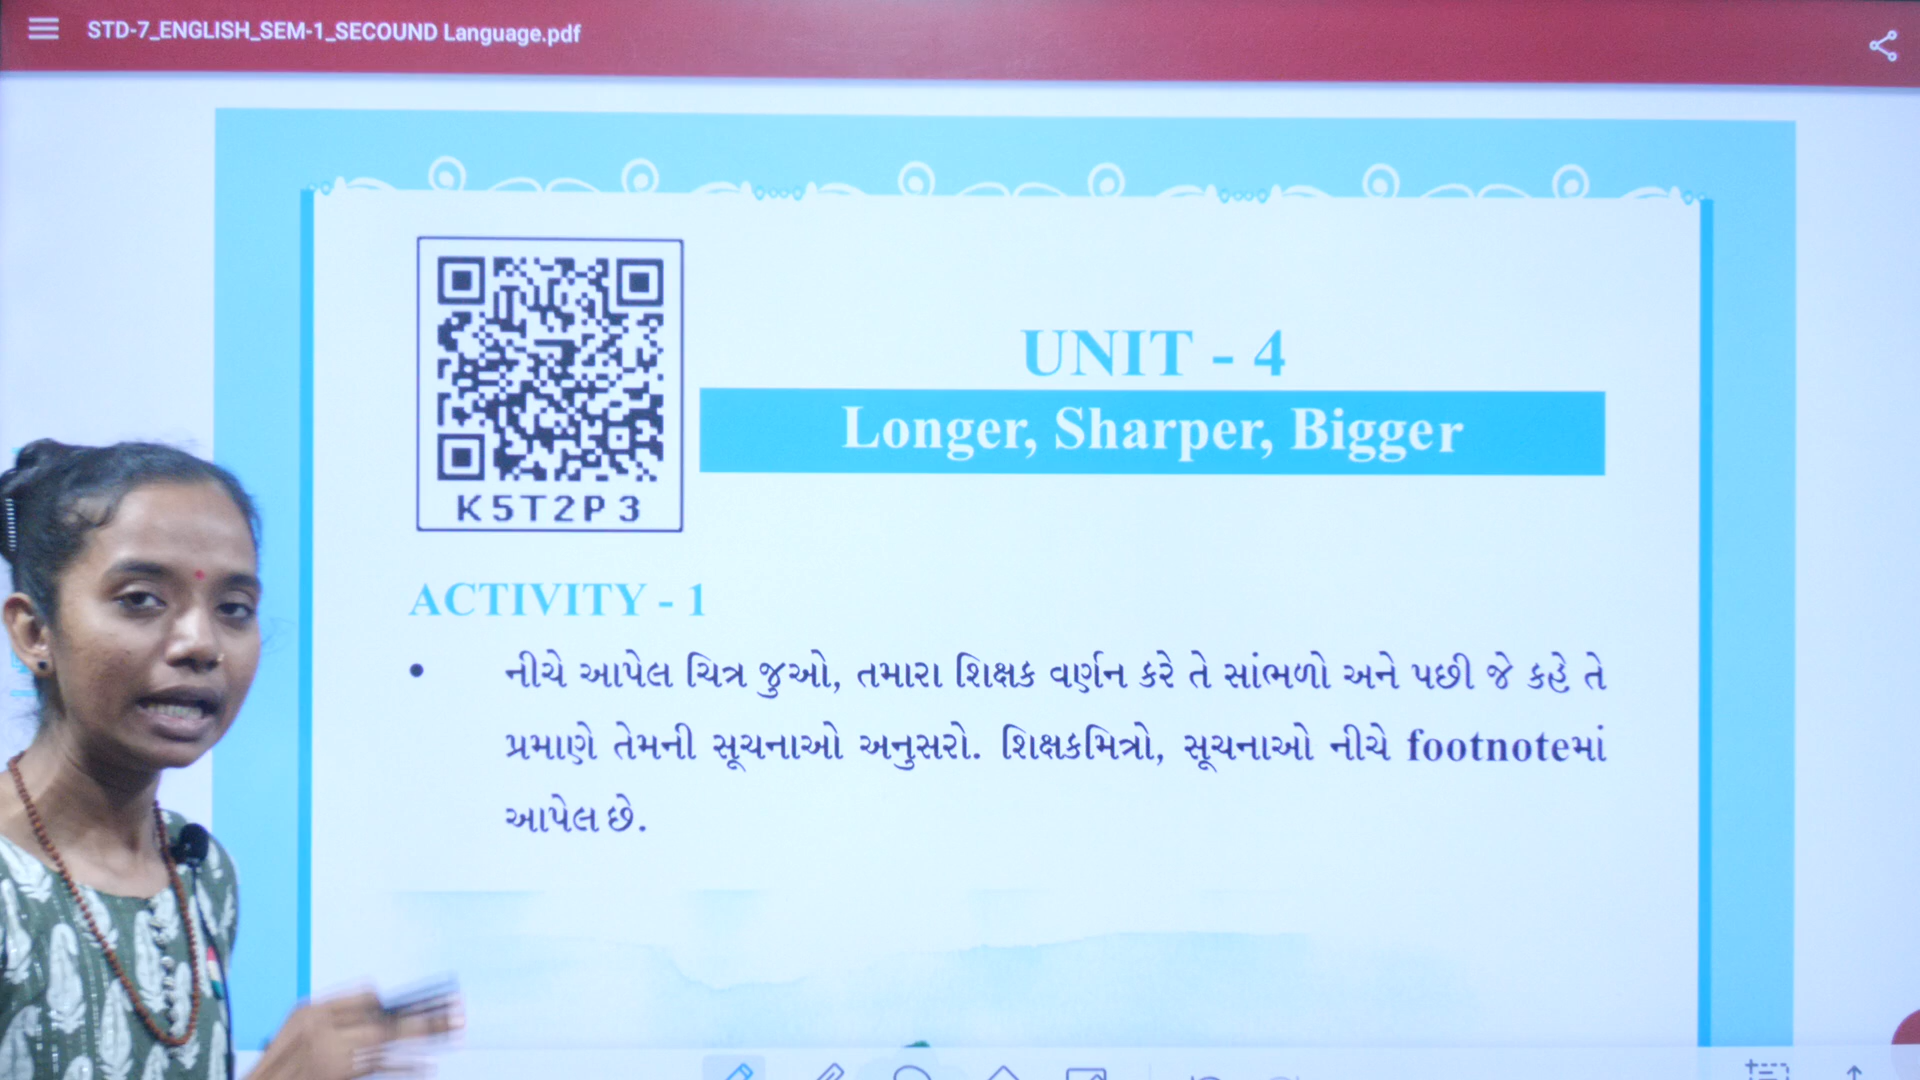 STD-7_ENGLISH_SEM-1_SECOUND Language.pdf
K5T2P3
UNIT - 4
Longer, Sharper, Bigger
ACTIVITY - 1
• નીચે આપેલ ચિત્ર જુઓ, તમારા શિક્ષક વર્ણન કરે તે સાંભળો અને પછી જે કહે તે
પ્રમાણે તેમની સૂચનાઓ અનુસરો. શિક્ષકમિત્રો, સૂચનાઓ નીચે footnoteમાં
આપેલ છે.